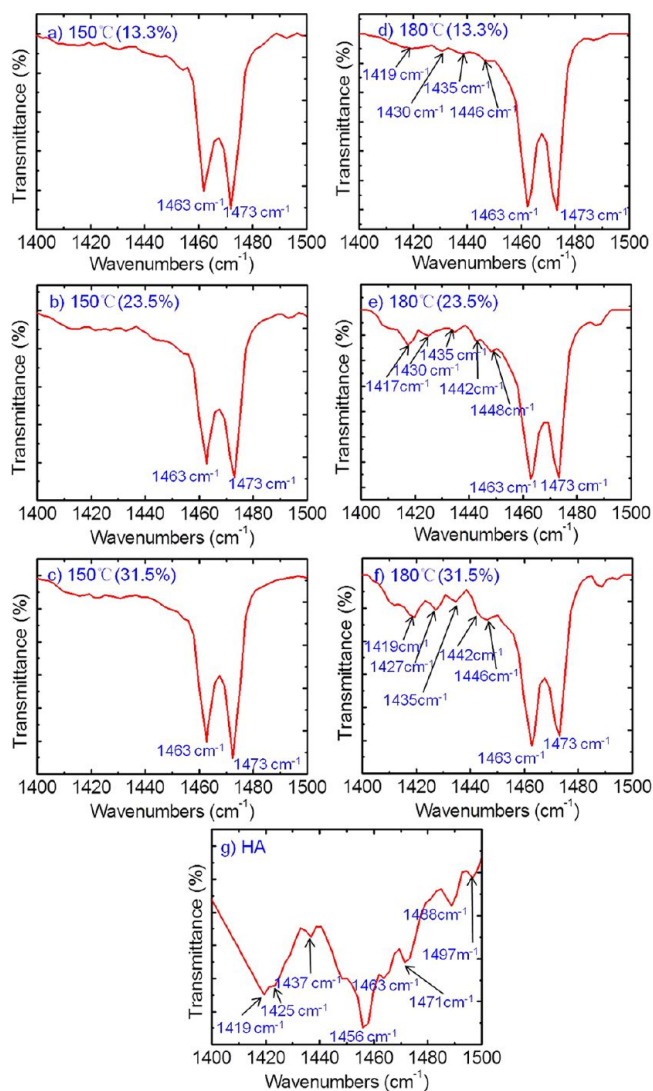 a) 150℃(13.3%)
Transmittance (%)
1463 cm⁻¹
1473 cm⁻¹
1400 1420 1440 1460 1480 1500
Wavenumbers (cm⁻¹)
d) 180℃(13.3%)
Transmittance (%)
1419 cm⁻¹
1430 cm⁻¹
1435 cm⁻¹
1446 cm⁻¹
1463 cm⁻¹
1473 cm⁻¹
1400 1420 1440 1460 1480 1500
Wavenumbers (cm⁻¹)
b) 150℃(23.5%)
Transmittance (%)
1463 cm⁻¹
1473 cm⁻¹
1400 1420 1440 1460 1480 1500
Wavenumbers (cm⁻¹)
e) 180℃(23.5%)
Transmittance (%)
1417cm⁻¹
1430 cm⁻¹
1435 cm⁻¹
1442cm⁻¹
1448cm⁻¹
1463 cm⁻¹
1473 cm⁻¹
1400 1420 1440 1460 1480 1500
Wavenumbers (cm⁻¹)
c) 150℃(31.5%)
Transmittance (%)
1463 cm⁻¹
1473 cm⁻¹
1400 1420 1440 1460 1480 1500
Wavenumbers (cm⁻¹)
f) 180℃(31.5%)
Transmittance (%)
1419cm⁻¹
1427cm⁻¹
1435 cm⁻¹
1442cm⁻¹
1446cm⁻¹
1463 cm⁻¹
1473cm⁻¹
1400 1420 1440 1460 1480 1500
Wavenumbers (cm⁻¹)
g) HA
Transmittance (%)
1419 cm⁻¹
1425 cm⁻¹
1437 cm⁻¹
1456 cm⁻¹
1463 cm⁻¹
1471cm⁻¹
1488cm⁻¹
1497m⁻¹
1400 1420 1440 1460 1480 1500
Wavenumbers (cm⁻¹)